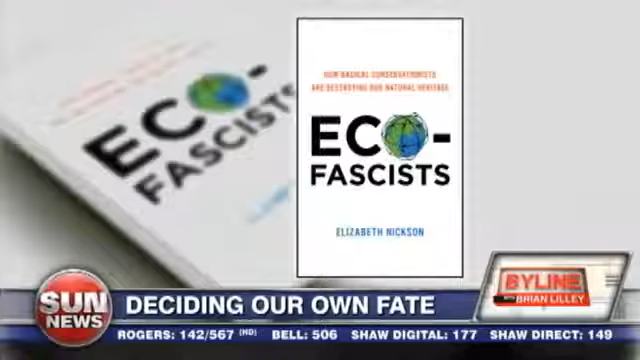 HOW RADICAL CONSERVATIONISTS
ARE DESTROYING OUR NATURAL HERITAGE
ECO-
FASCISTS
ELIZABETH NICKSON
ECO-
FASCISTS
BYLINE
WITH BRIAN LILLEY
SUN
NEWS
DECIDING OUR OWN FATE
ROGERS: 142/567 (HD) BELL: 506 SHAW DIGITAL: 177 SHAW DIRECT: 149